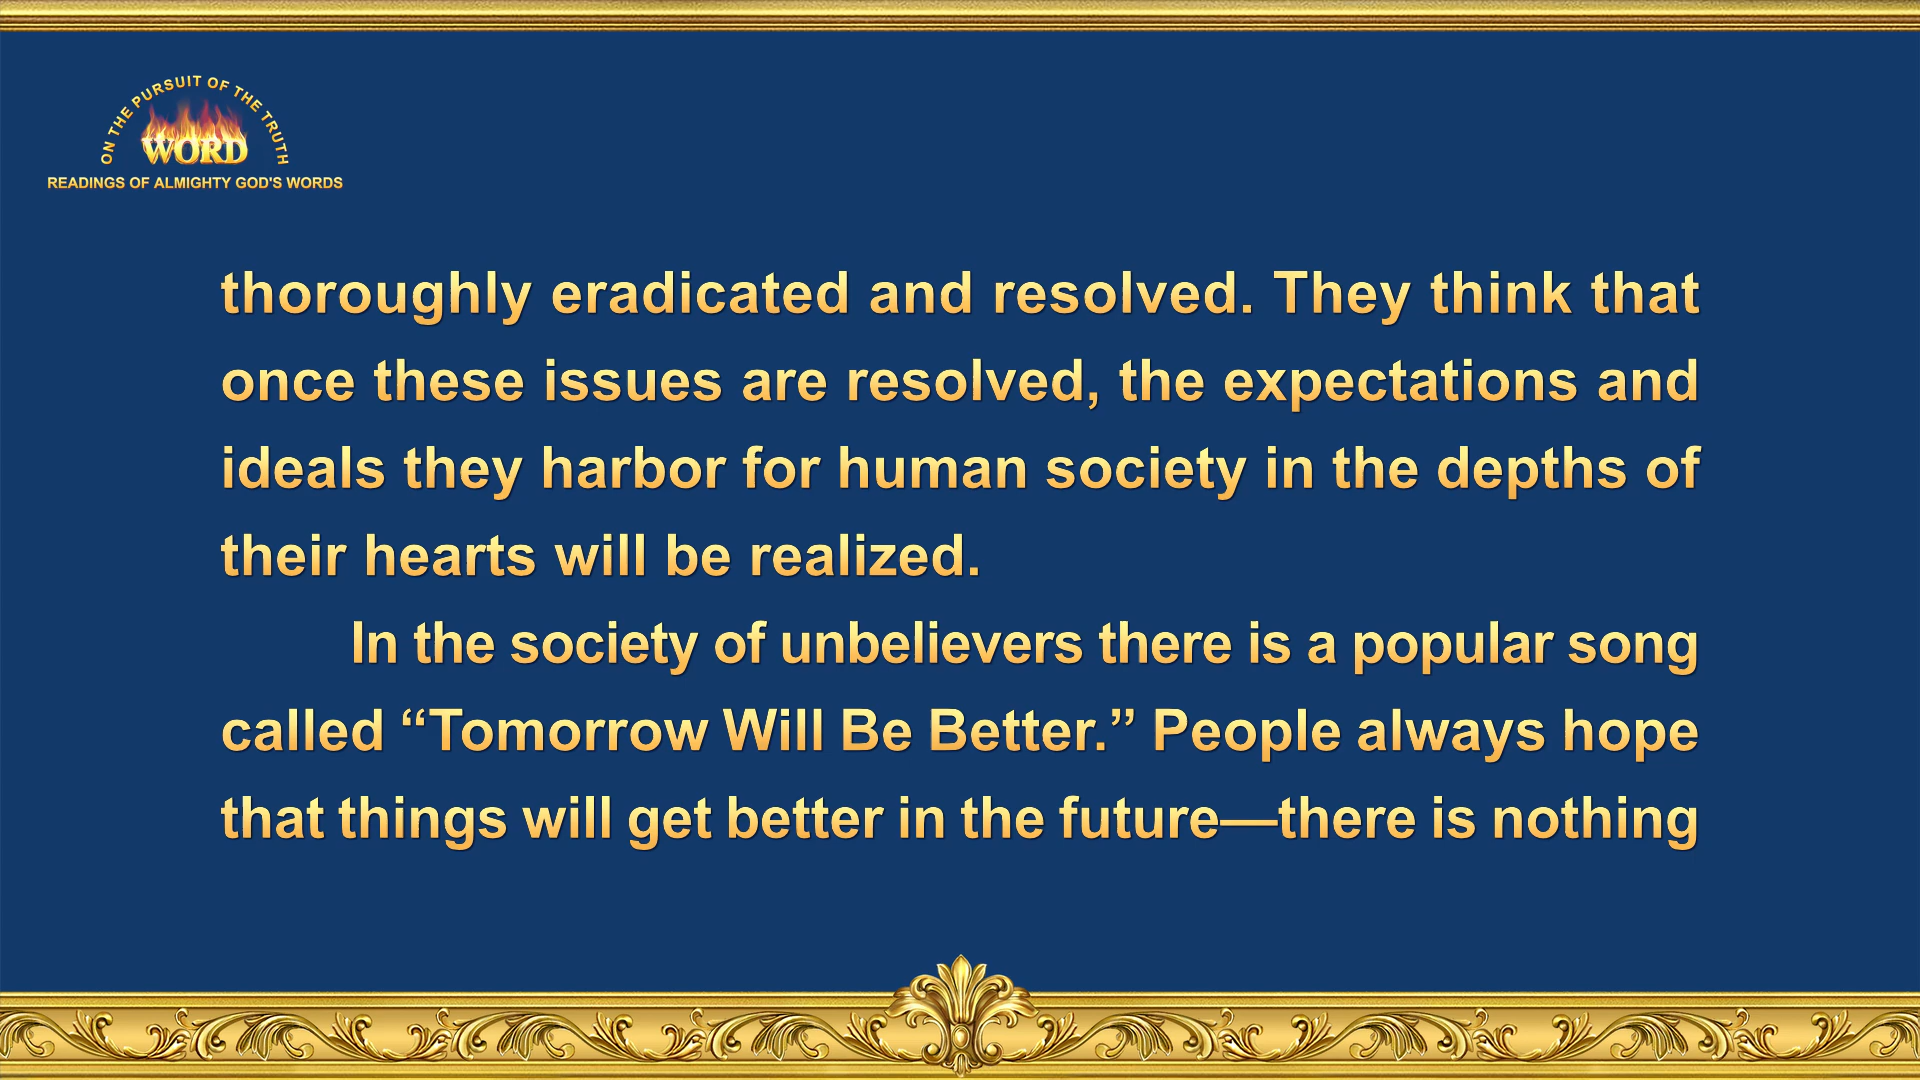 ON THE PURSUIT OF THE TRUTH
WORD
READINGS OF ALMIGHTY GOD'S WORDS
thoroughly eradicated and resolved. They think that
once these issues are resolved, the expectations and
ideals they harbor for human society in the depths of
their hearts will be realized.
In the society of unbelievers there is a popular song
called “Tomorrow Will Be Better.” People always hope
that things will get better in the future—there is nothing